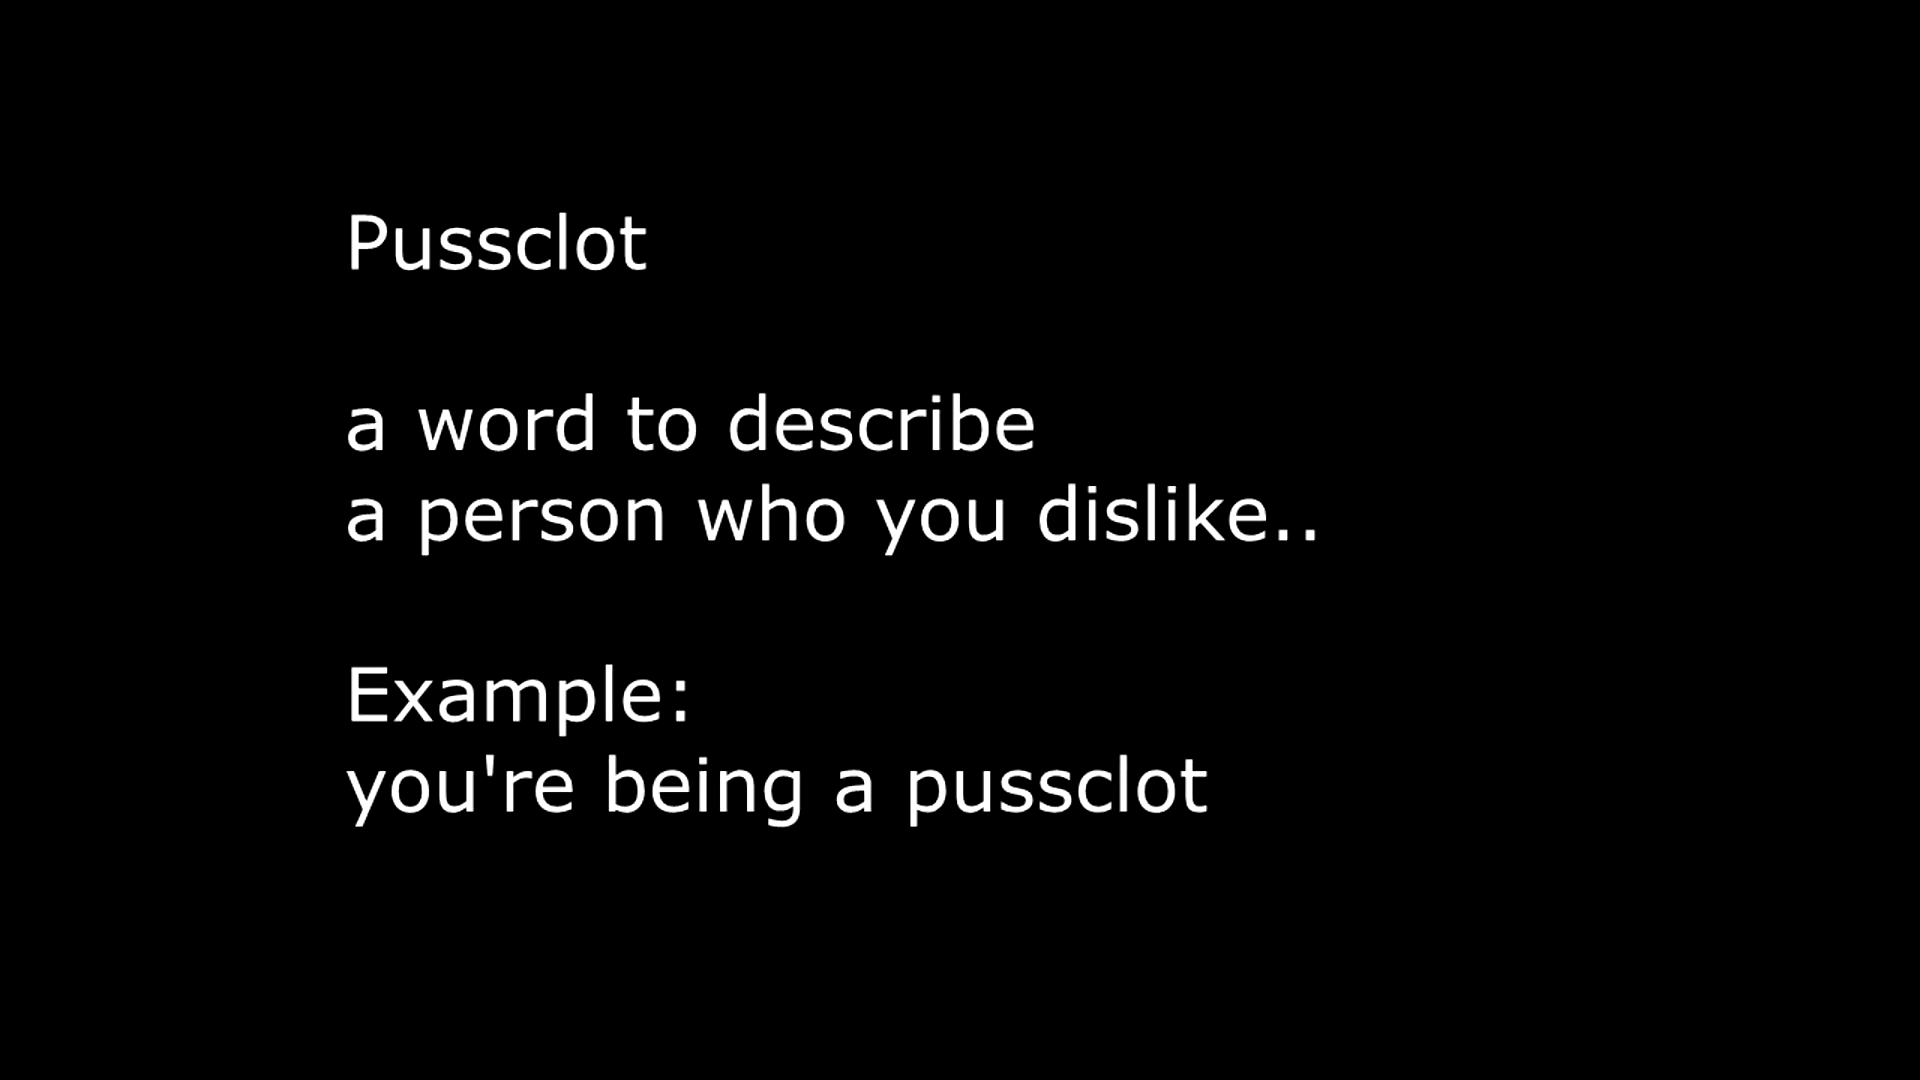 Pussclot
a word to describe
a person who you dislike..
Example:
you're being a pussclot